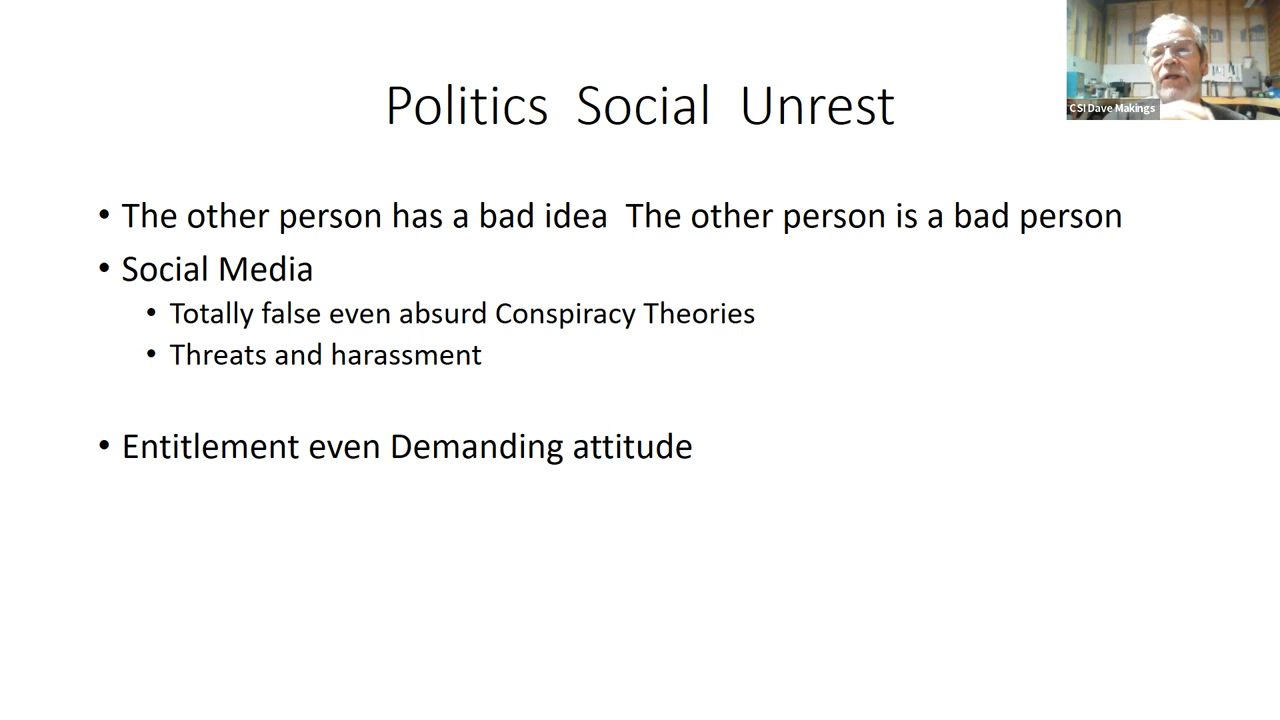 CSI Dave Makings
Politics Social Unrest
• The other person has a bad idea The other person is a bad person
• Social Media
• Totally false even absurd Conspiracy Theories
• Threats and harassment
• Entitlement even Demanding attitude